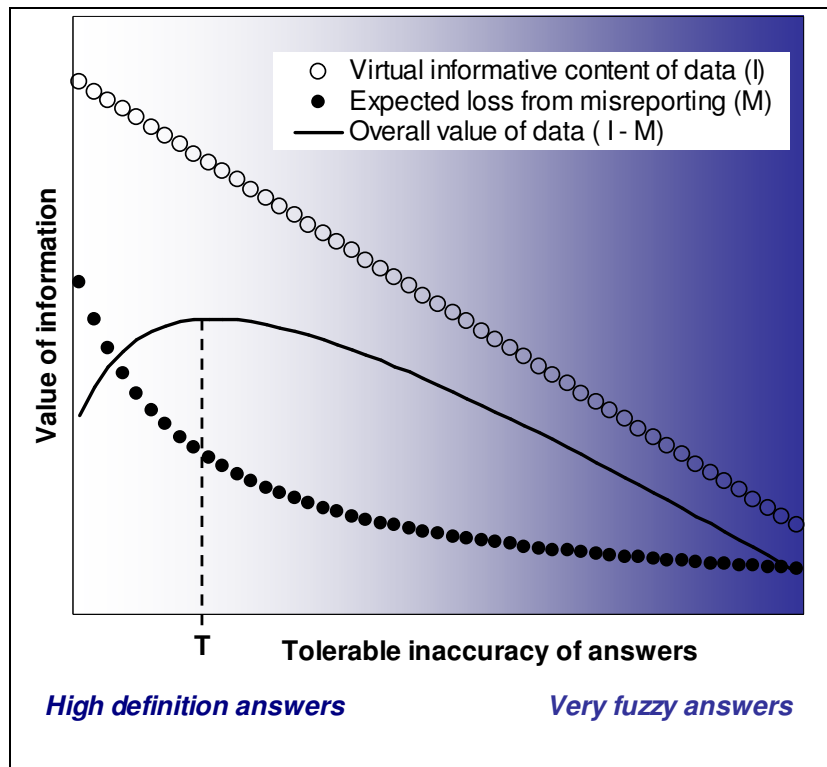 Virtual informative content of data (I)
Expected loss from misreporting (M)
Overall value of data ( I - M)
Value of information
T
Tolerable inaccuracy of answers
High definition answers
Very fuzzy answers